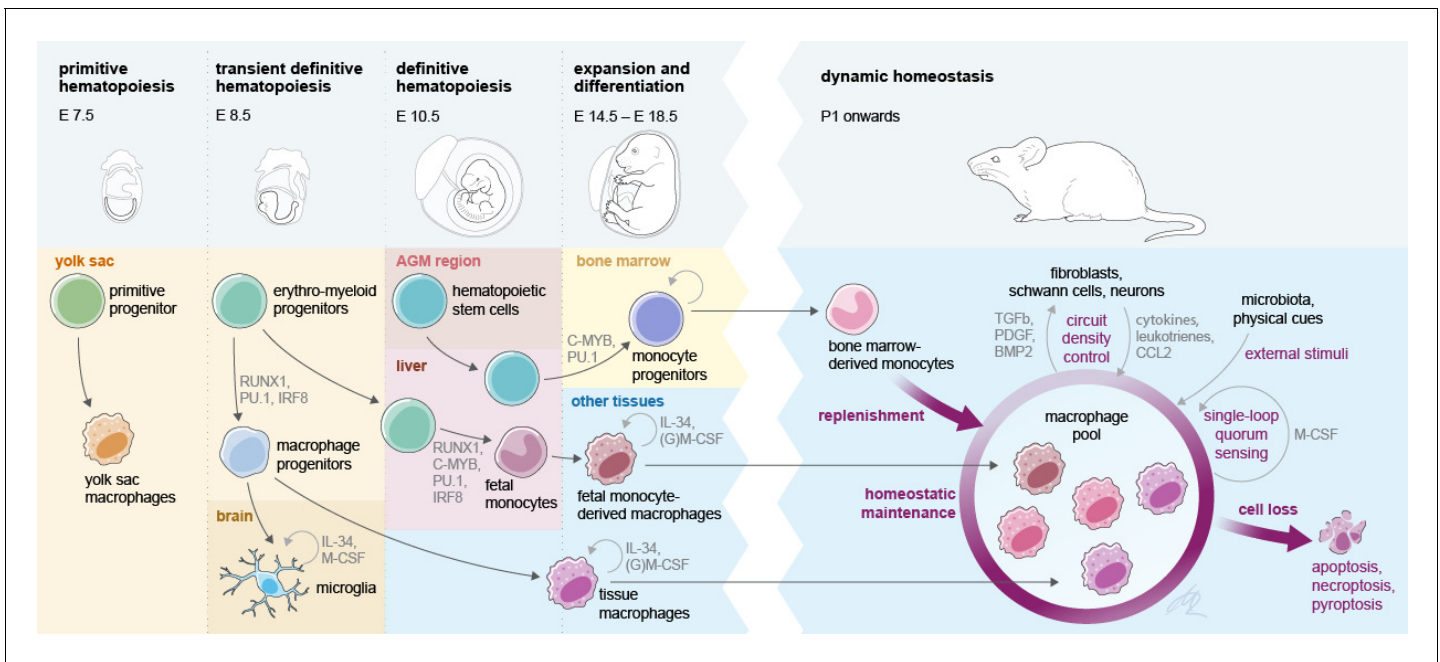 primitive
hematopoiesis
E 7.5
transient definitive
hematopoiesis
E 8.5
definitive
hematopoiesis
E 10.5
expansion and
differentiation
E 14.5 – E 18.5
dynamic homeostasis
P1 onwards
yolk sac
primitive
progenitor
yolk sac
macrophages
erythro-myeloid
progenitors
RUNX1,
PU.1, IRF8
macrophage
progenitors
brain
IL-34,
M-CSF
microglia
AGM region
hematopoietic
stem cells
liver
RUNX1,
C-MYB,
PU.1,
IRF8
fetal
monocytes
bone marrow
C-MYB,
PU.1
monocyte
progenitors
other tissues
IL-34,
(G)M-CSF
fetal monocyte-
derived macrophages
IL-34,
(G)M-CSF
tissue
macrophages
bone marrow-
derived monocytes
replenishment
homeostatic
maintenance
fibroblasts,
schwann cells, neurons
TGFb,
PDGF,
BMP2
circuit
density
control
cytokines,
leukotrienes,
CCL2
microbiota,
physical cues
external stimuli
macrophage
pool
single-loop
quorum
sensing
M-CSF
cell loss
apoptosis,
necroptosis,
pyroptosis